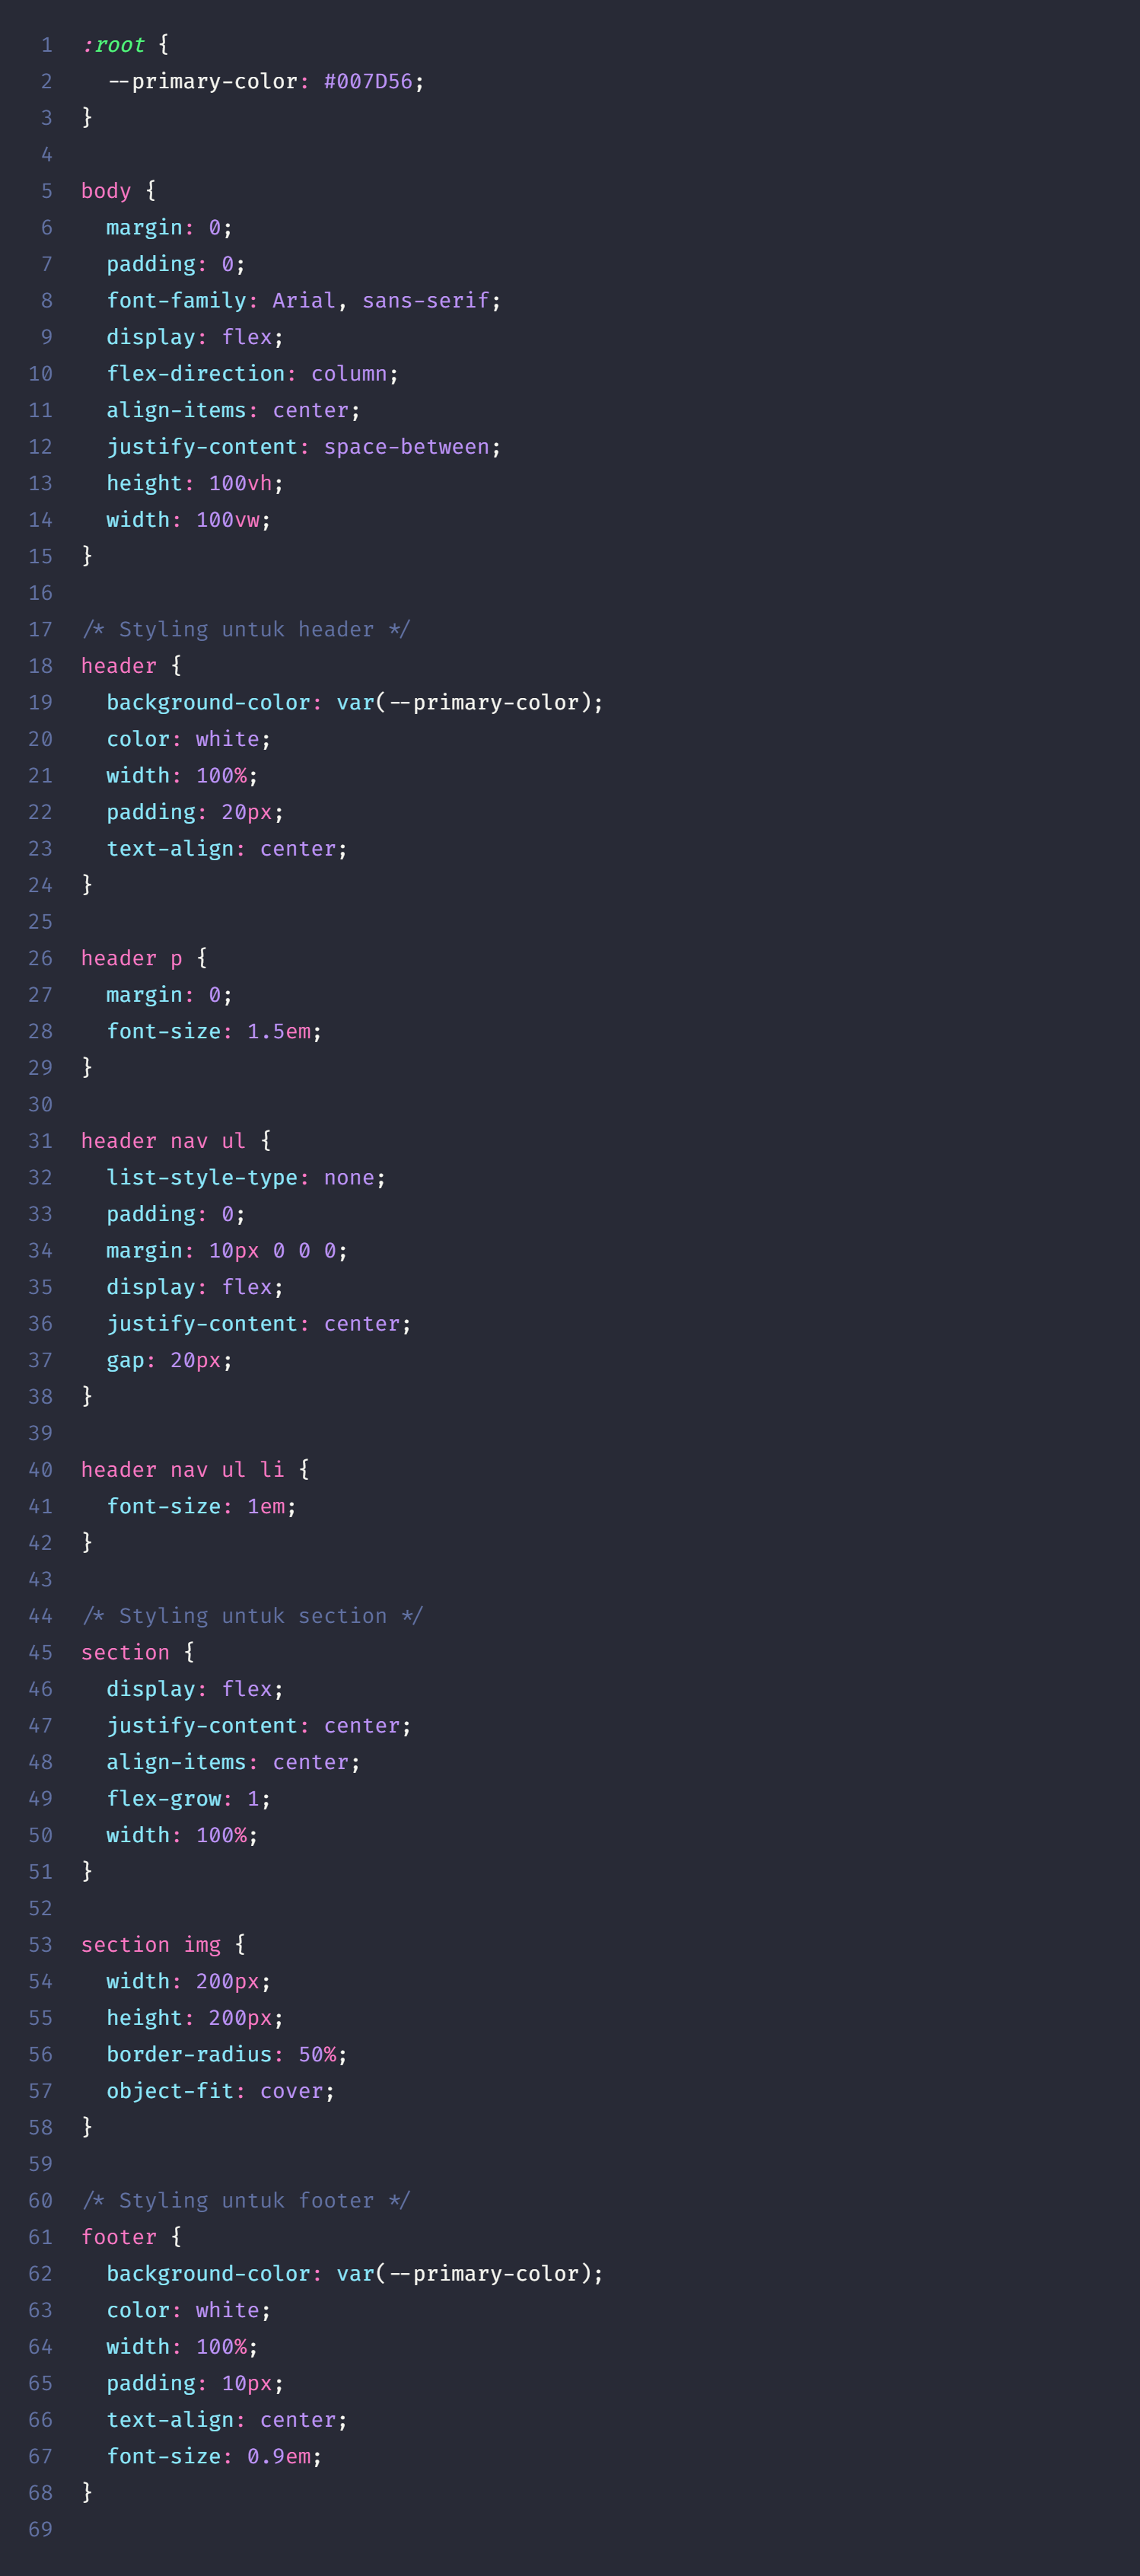 1 :root {
2   --primary-color: #007D56;
3 }
4
5 body {
6   margin: 0;
7   padding: 0;
8   font-family: Arial, sans-serif;
9   display: flex;
10   flex-direction: column;
11   align-items: center;
12   justify-content: space-between;
13   height: 100vh;
14   width: 100vw;
15 }
16
17 /* Styling untuk header */
18 header {
19   background-color: var(--primary-color);
20   color: white;
21   width: 100%;
22   padding: 20px;
23   text-align: center;
24 }
25
26 header p {
27   margin: 0;
28   font-size: 1.5em;
29 }
30
31 header nav ul {
32   list-style-type: none;
33   padding: 0;
34   margin: 10px 0 0 0;
35   display: flex;
36   justify-content: center;
37   gap: 20px;
38 }
39
40 header nav ul li {
41   font-size: 1em;
42 }
43
44 /* Styling untuk section */
45 section {
46   display: flex;
47   justify-content: center;
48   align-items: center;
49   flex-grow: 1;
50   width: 100%;
51 }
52
53 section img {
54   width: 200px;
55   height: 200px;
56   border-radius: 50%;
57   object-fit: cover;
58 }
59
60 /* Styling untuk footer */
61 footer {
62   background-color: var(--primary-color);
63   color: white;
64   width: 100%;
65   padding: 10px;
66   text-align: center;
67   font-size: 0.9em;
68 }
69